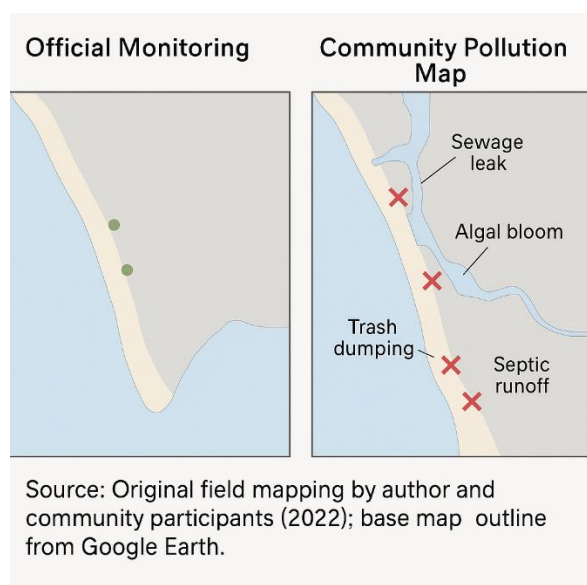 Official Monitoring
Community Pollution
Map
Sewage
leak
Algal bloom
Trash
dumping
Septic
runoff
Source: Original field mapping by author and
community participants (2022); base map outline
from Google Earth.